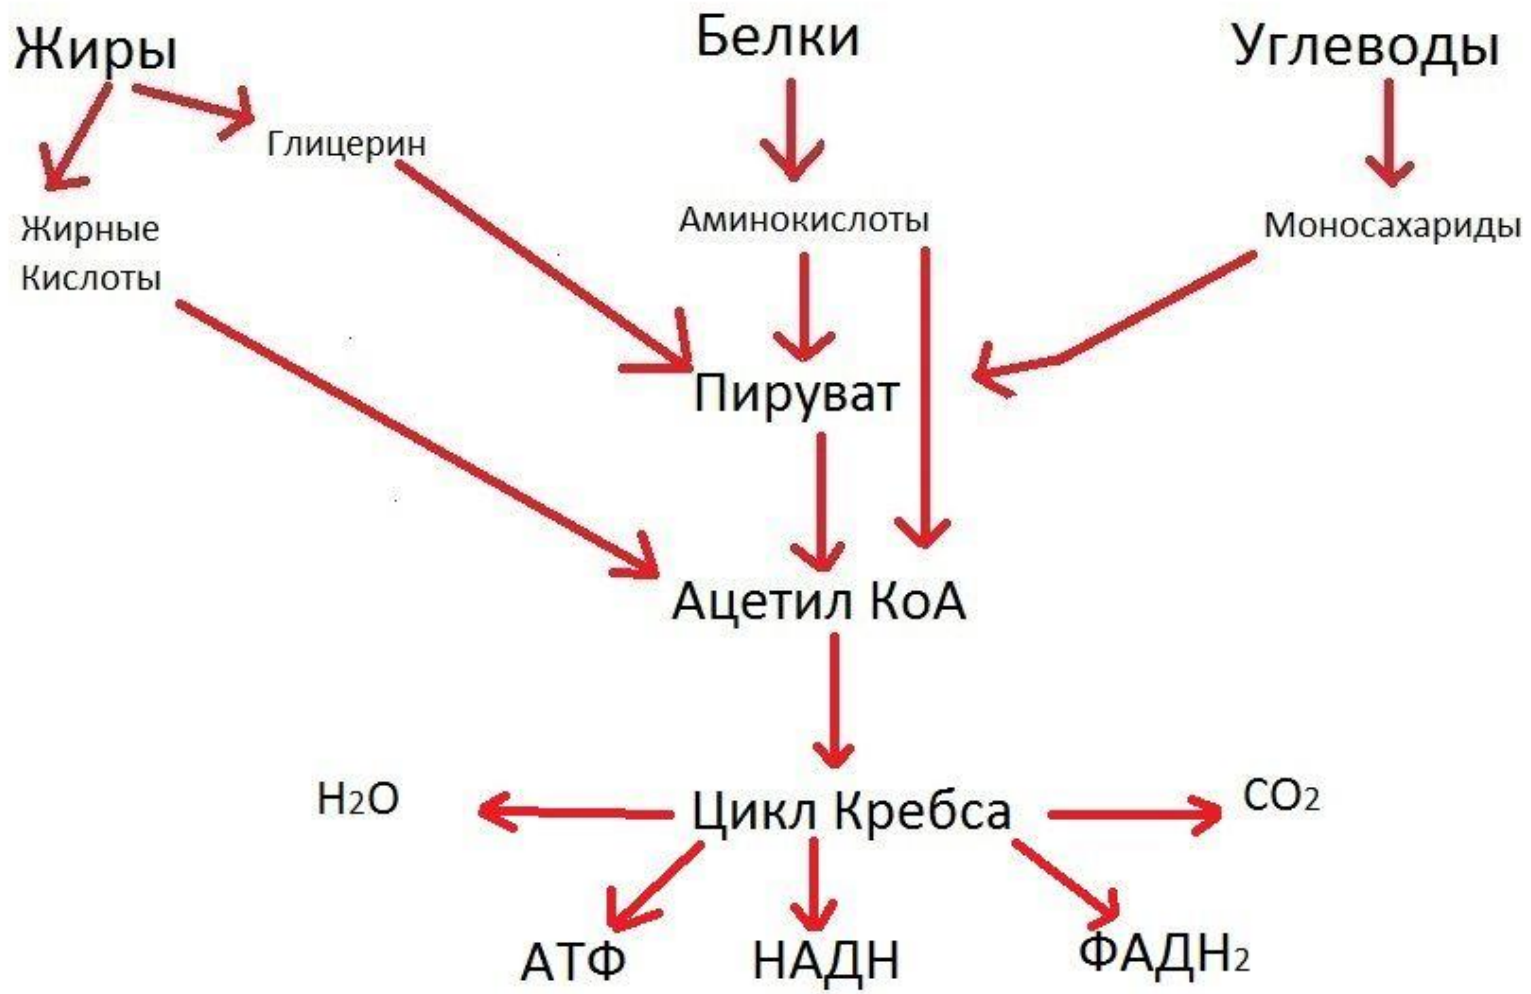 Жиры
Белки
Углеводы
Глицерин
Жирные
Кислоты
Аминокислоты
Моносахариды
Пируват
Ацетил КоА
Цикл Кребса
H2O
CO2
АТФ
НАДН
ФАДН2